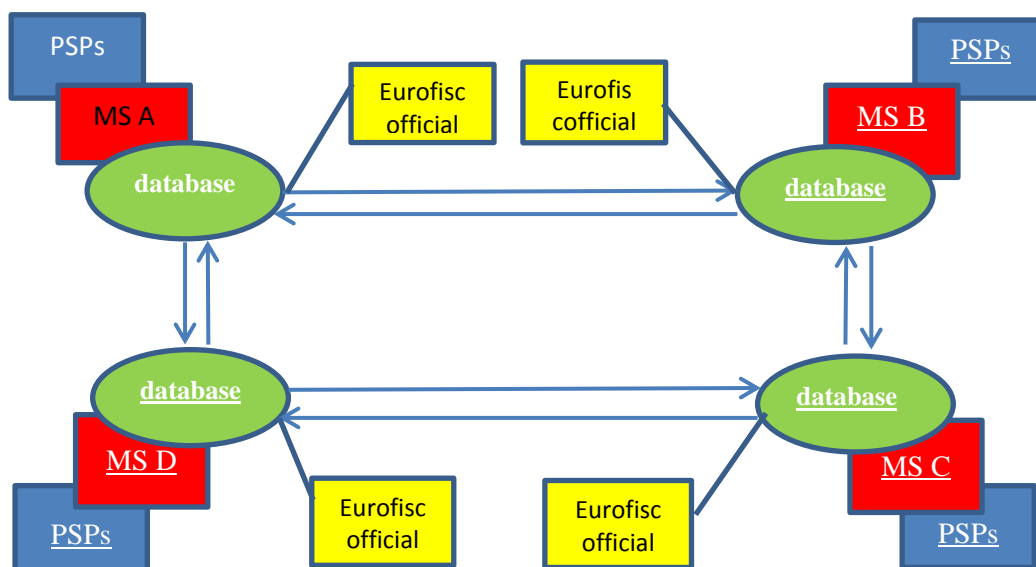 PSPs
MS A
database
Eurofisc
official
Eurofis
cofficial
PSPs
MS B
database
database
MS D
PSPs
Eurofisc
official
Eurofisc
official
database
MS C
PSPs